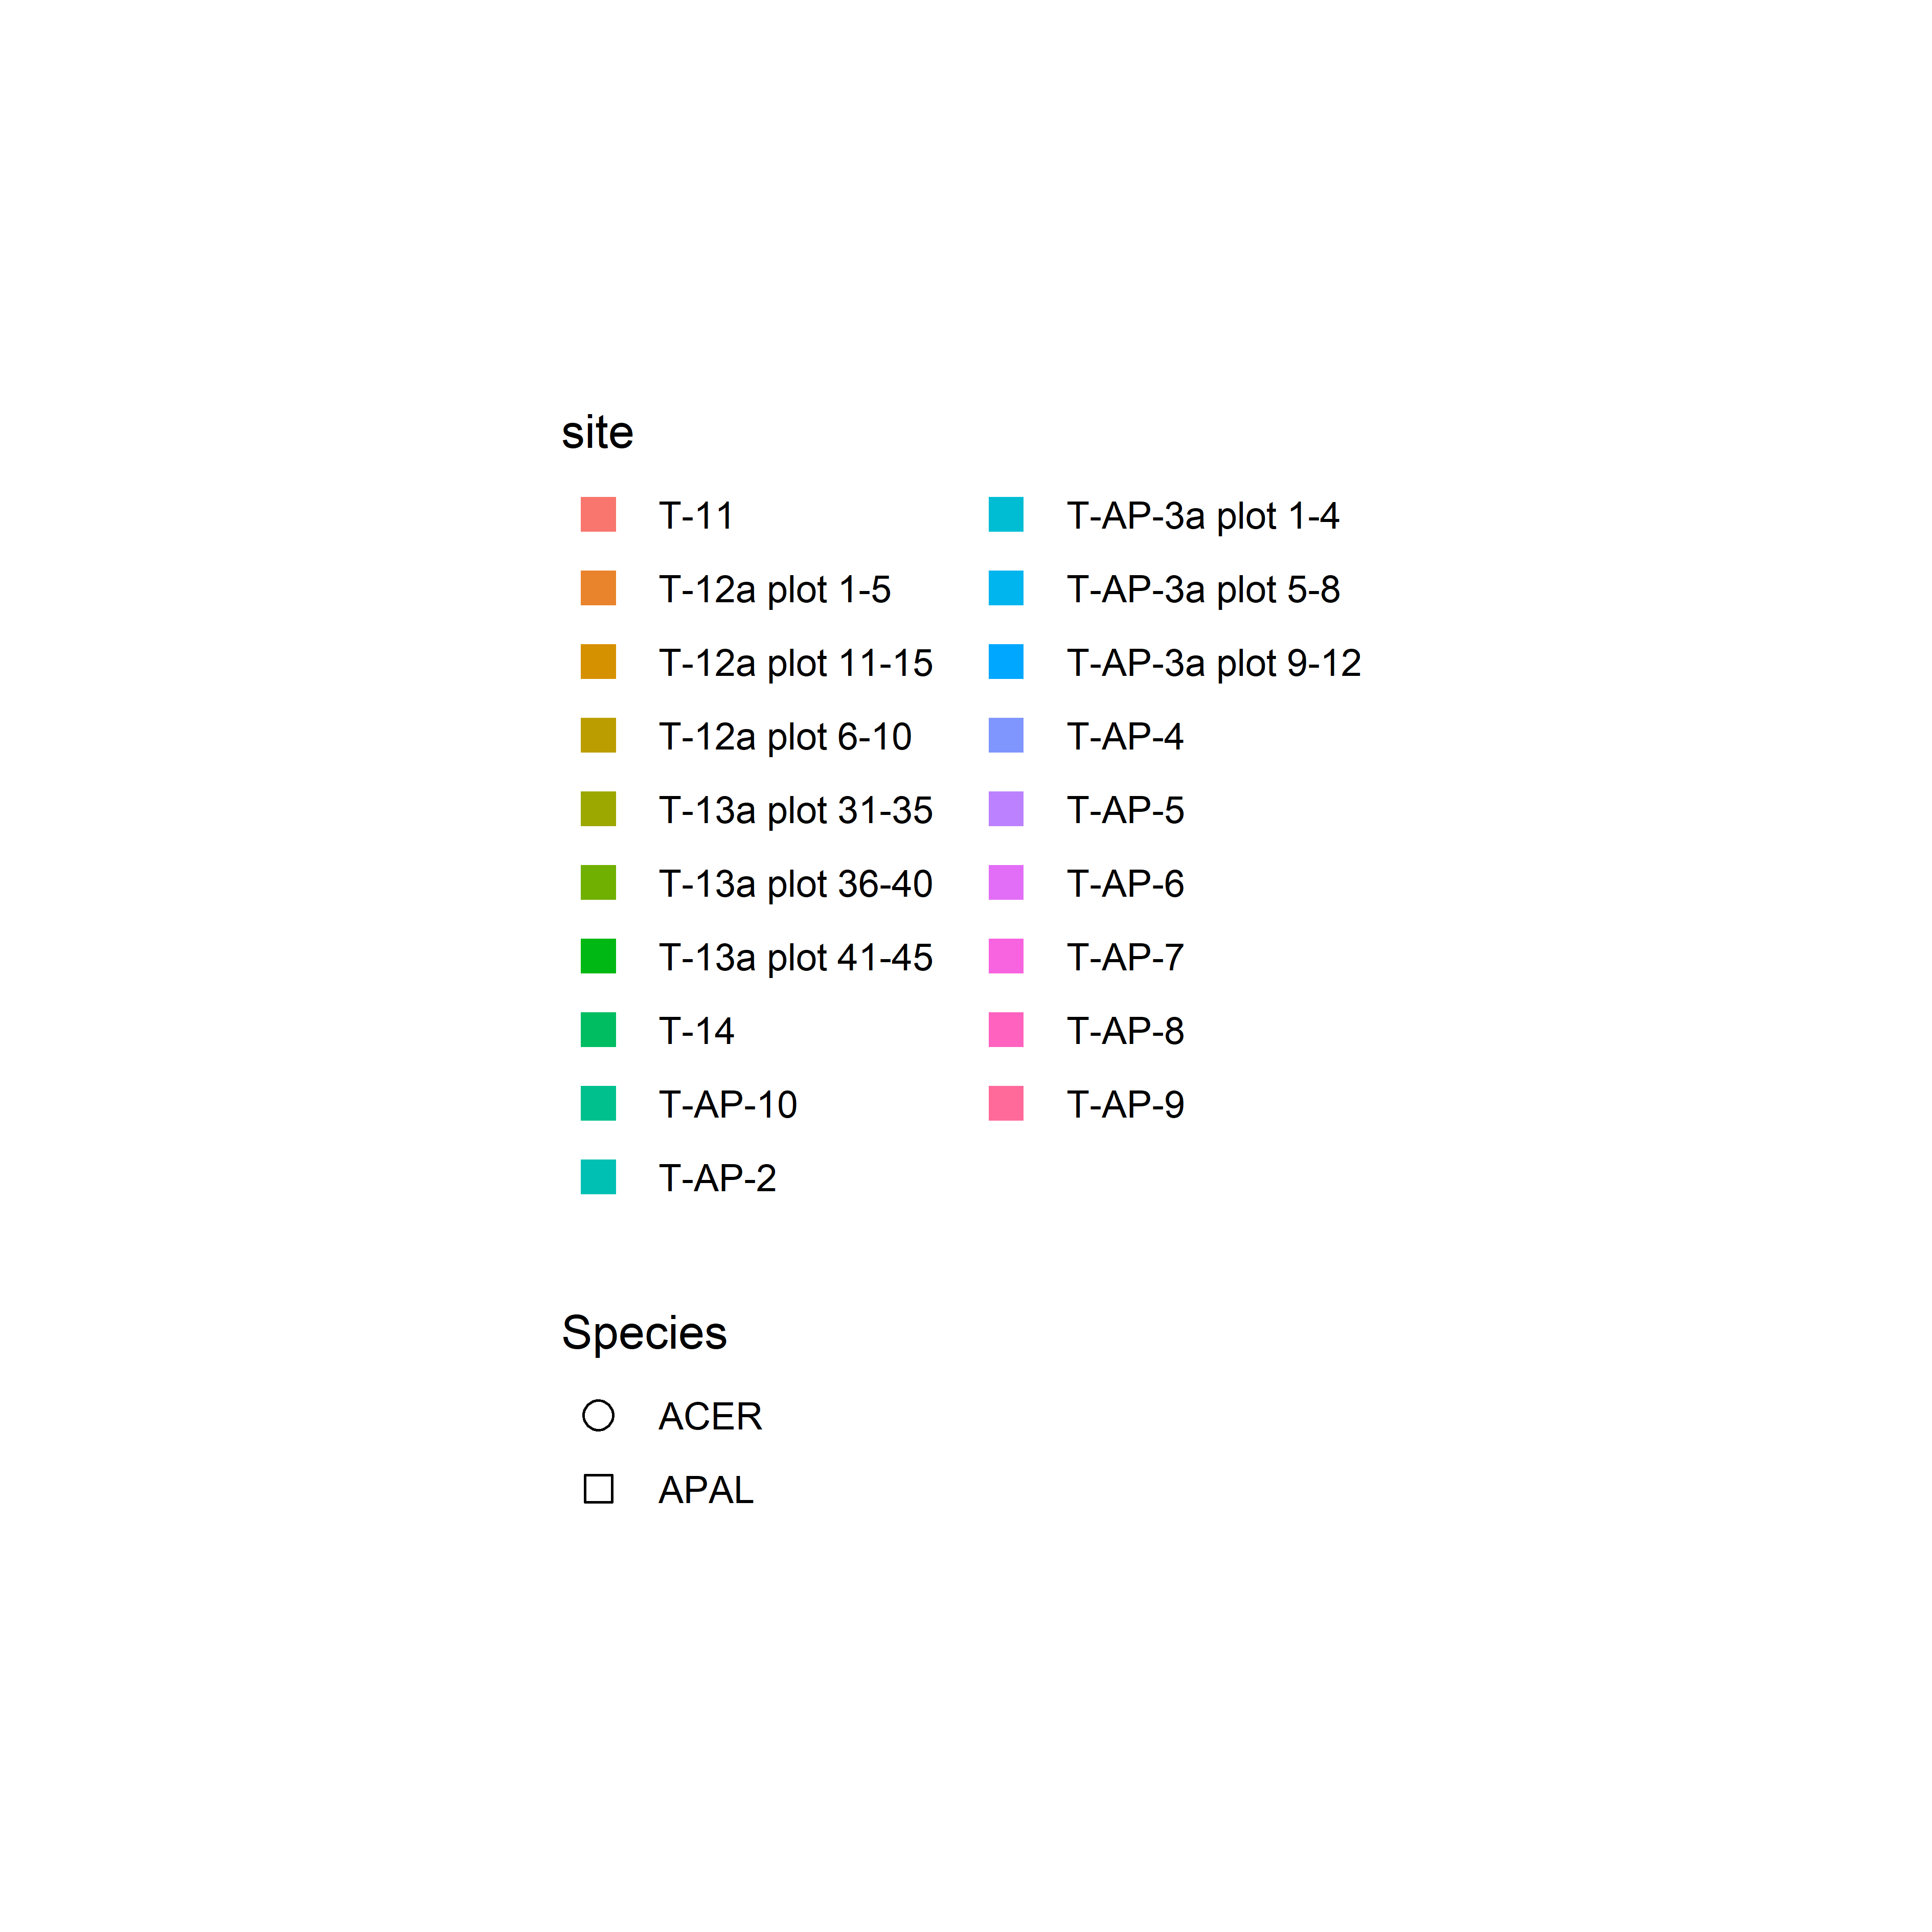 site
T-11
T-12a plot 1-5
T-12a plot 11-15
T-12a plot 6-10
T-13a plot 31-35
T-13a plot 36-40
T-13a plot 41-45
T-14
T-AP-10
T-AP-2
T-AP-3a plot 1-4
T-AP-3a plot 5-8
T-AP-3a plot 9-12
T-AP-4
T-AP-5
T-AP-6
T-AP-7
T-AP-8
T-AP-9
Species
ACER
APAL